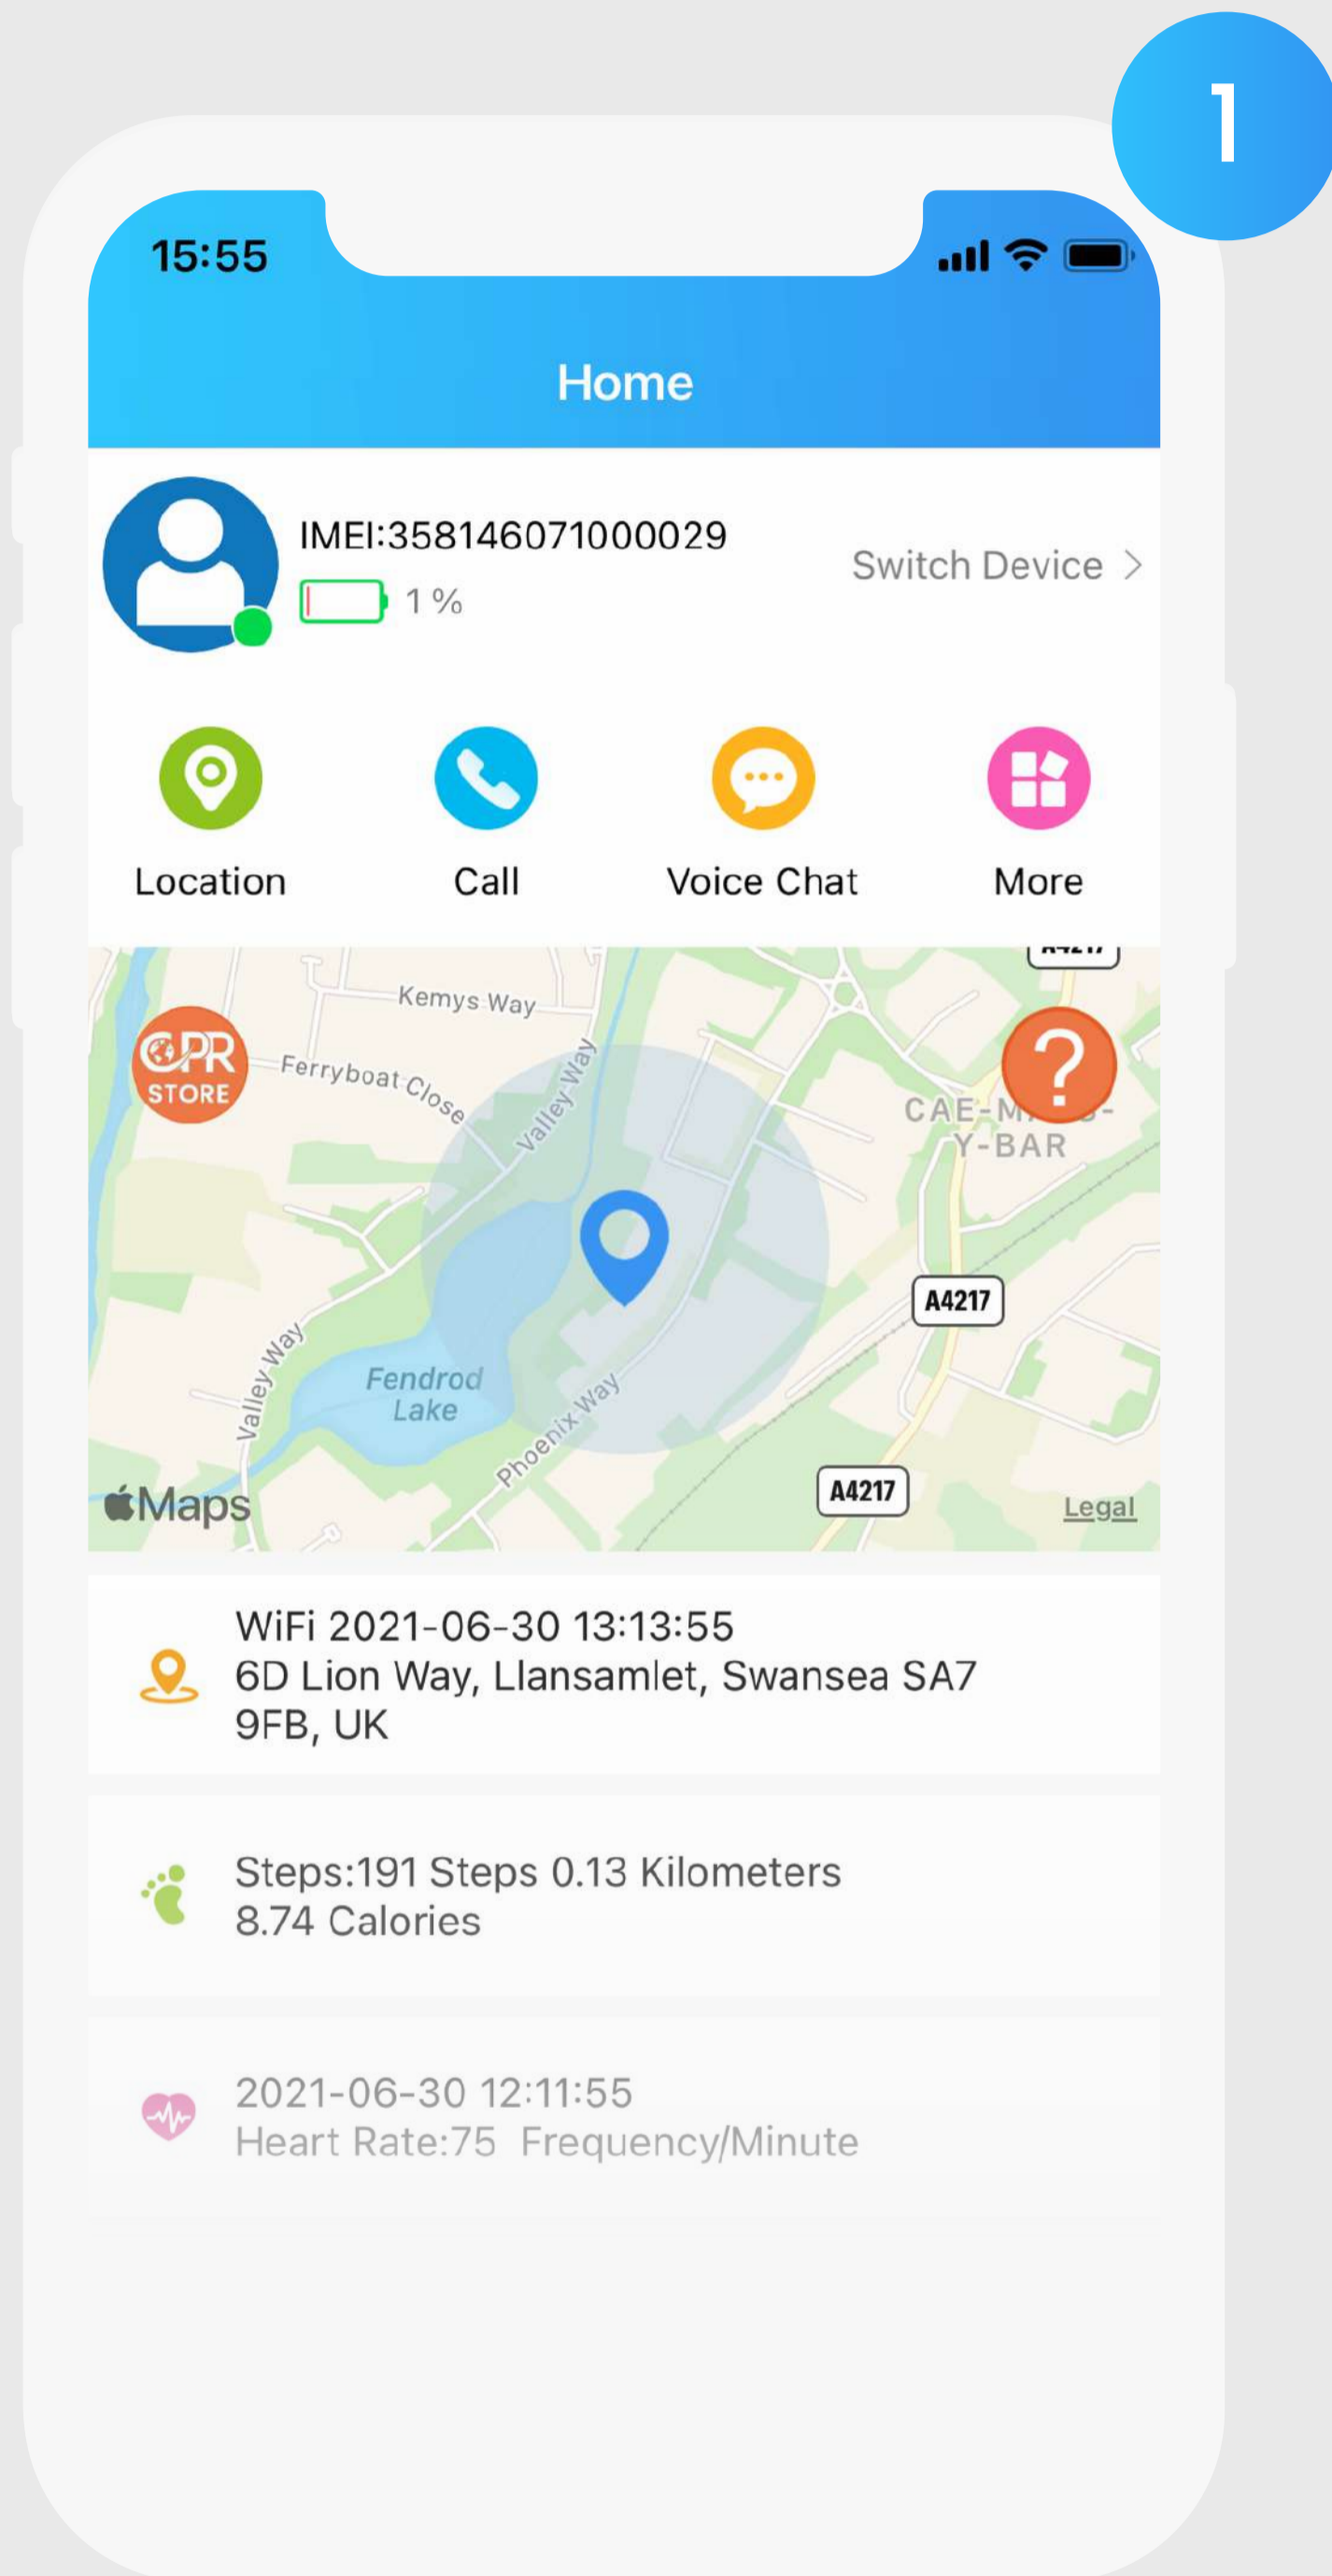 1
15:55
Home
IMEI:358146071000029
1 %
Switch Device >
Location
Call
Voice Chat
More
A4217
Kemys Way
CPR
STORE
Ferryboat Close
Valley Way
?
Y-BAR
A4217
Valley Way
Fendrod
Lake
Phoenix Way
A4217
Maps
Legal
WiFi 2021-06-30 13:13:55
6D Lion Way, Llansamlet, Swansea SA7
9FB, UK
Steps:191 Steps 0.13 Kilometers
8.74 Calories
2021-06-30 12:11:55
Heart Rate:75 Frequency/Minute